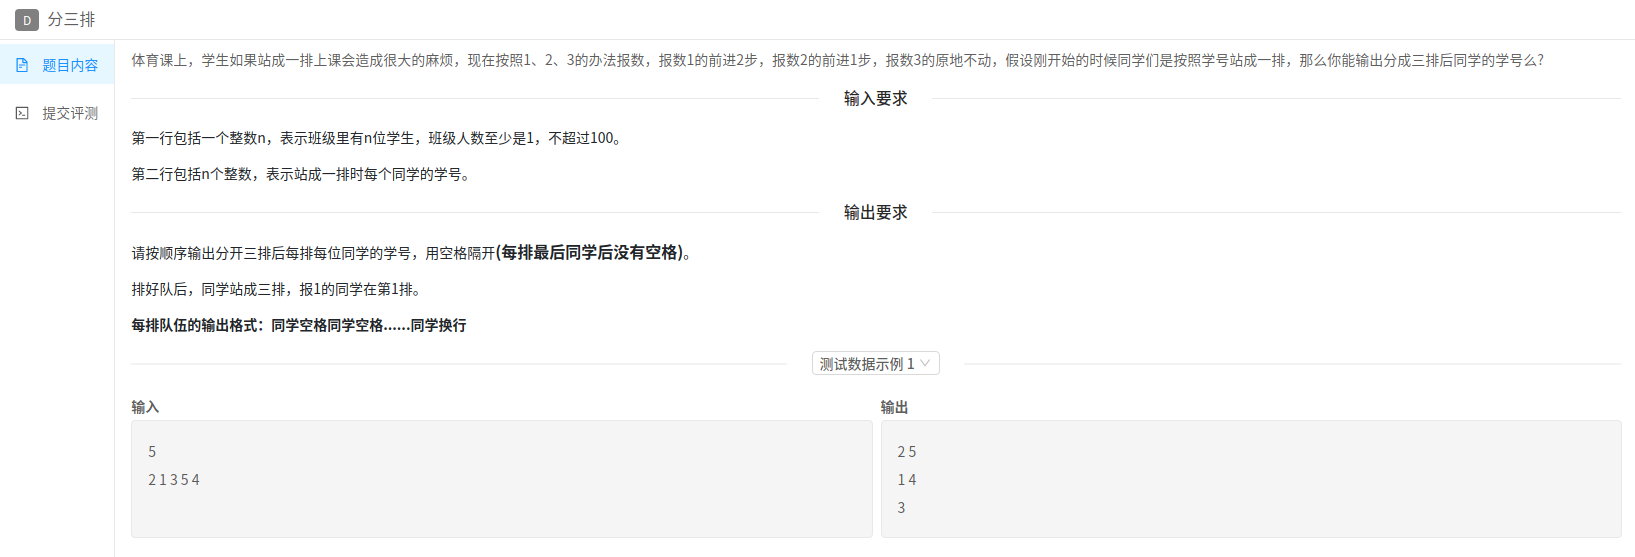 D 分三排
题目内容
提交评测
体育课上，学生如果站成一排上课会造成很大的麻烦，现在按照1、2、3的办法报数，报数1的前进2步，报数2的前进1步，报数3的原地不动，假设刚开始的时候同学们是按照学号站成一排，那么你能输出分成三排后同学的学号么?
输入要求
第一行包括一个整数n，表示班级里有n位学生，班级人数至少是1，不超过100。
第二行包括n个整数，表示站成一排时每个同学的学号。
输出要求
请按顺序输出分开三排后每排每位同学的学号，用空格隔开(每排最后同学后没有空格)。
排好队后，同学站成三排，报1的同学在第1排。
每排队伍的输出格式：同学空格同学空格......同学换行
测试数据示例 1
输入
5
2 1 3 5 4
输出
2 5
1 4
3